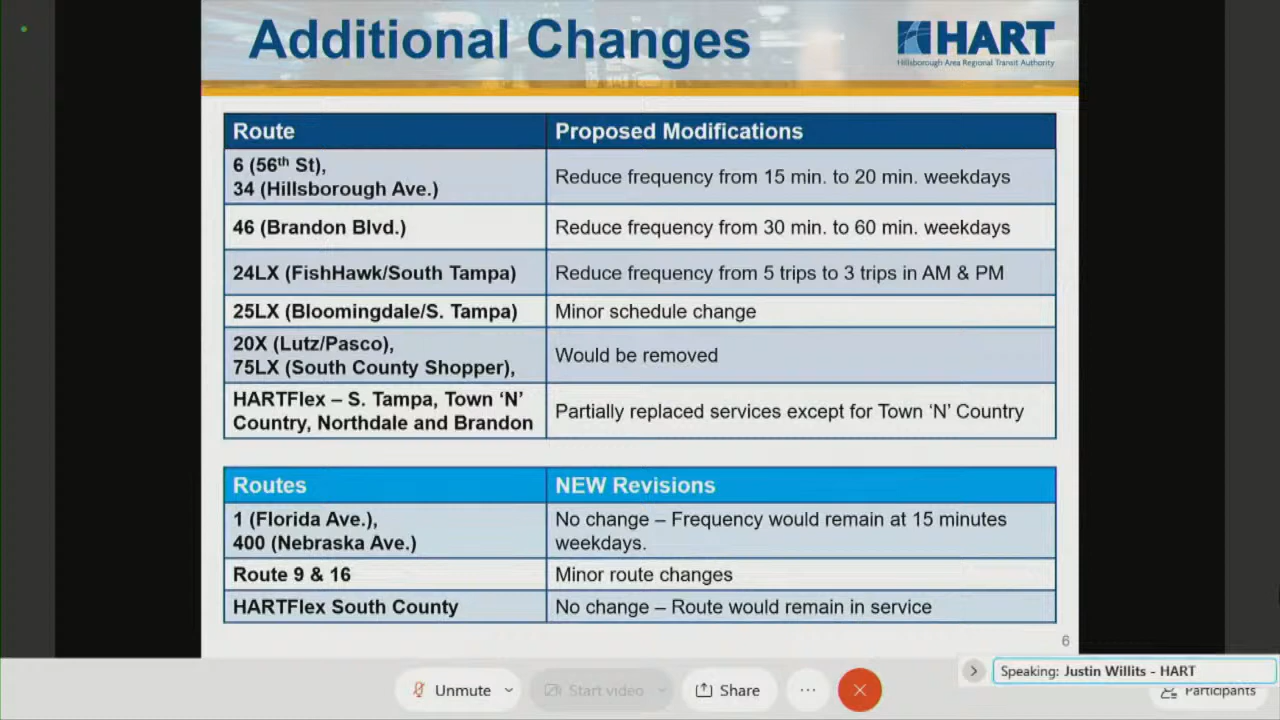 Additional Changes
HART
Hillsborough Area Regional Transit Authority
Route
Proposed Modifications
6 (56th St),
34 (Hillsborough Ave.)
Reduce frequency from 15 min. to 20 min. weekdays
46 (Brandon Blvd.)
Reduce frequency from 30 min. to 60 min. weekdays
24LX (FishHawk/South Tampa)
Reduce frequency from 5 trips to 3 trips in AM & PM
25LX (Bloomingdale/S. Tampa)
Minor schedule change
20X (Lutz/Pasco),
75LX (South County Shopper),
Would be removed
HARTFlex – S. Tampa, Town ‘N’
Country, Northdale and Brandon
Partially replaced services except for Town ‘N’ Country
Routes
NEW Revisions
1 (Florida Ave.),
400 (Nebraska Ave.)
No change – Frequency would remain at 15 minutes
weekdays.
Route 9 & 16
Minor route changes
HARTFlex South County
No change – Route would remain in service
6
Speaking: Justin Willits - HART
Unmute
Start video
Share
Participants